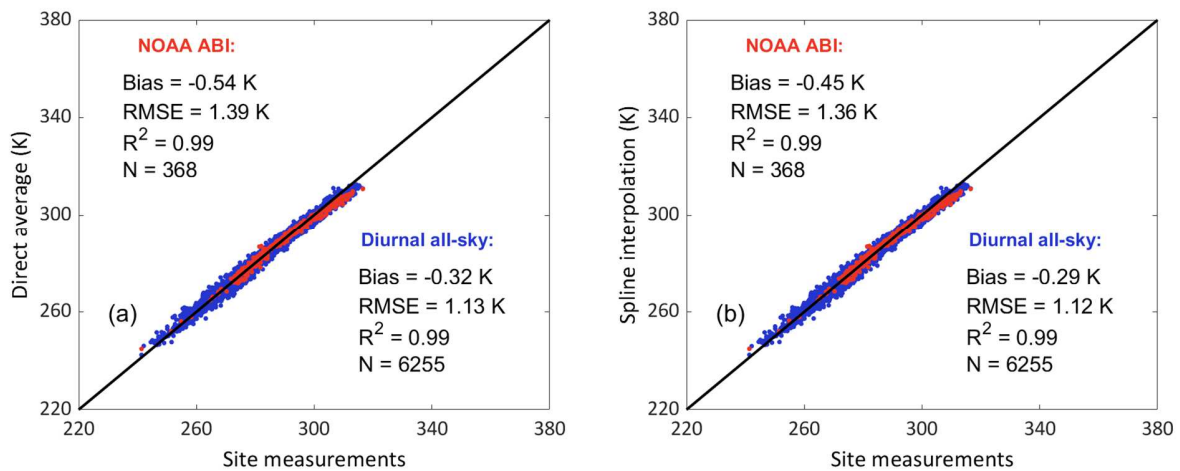 380
340
300
260
220
Direct average (K)
NOAA ABI:
Bias = -0.54 K
RMSE = 1.39 K
R² = 0.99
N = 368
Diurnal all-sky:
Bias = -0.32 K
RMSE = 1.13 K
R² = 0.99
N = 6255
(a)
220 260 300 340 380
Site measurements
380
340
300
260
220
Spline interpolation (K)
NOAA ABI:
Bias = -0.45 K
RMSE = 1.36 K
R² = 0.99
N = 368
Diurnal all-sky:
Bias = -0.29 K
RMSE = 1.12 K
R² = 0.99
N = 6255
(b)
220 260 300 340 380
Site measurements